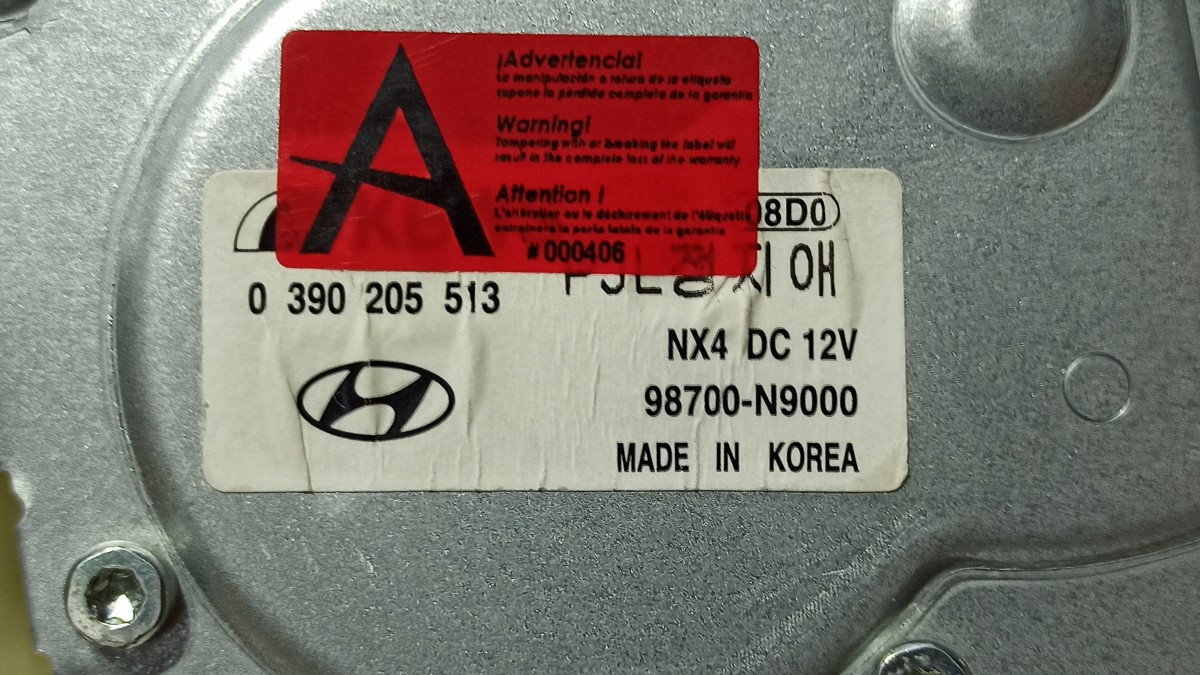 ¡Advertencia!
La manipulación o rotura de la etiqueta
supone la pérdida completa de la garantía
Warning!
Tampering with or breaking the label will
result in the complete loss of the warranty
Attention !
L'altération ou le déchirement de l'étiquette
entraînera la perte totale de la garantie
#000406
08D0
0 390 205 513
NX4 DC 12V
98700-N9000
MADE IN KOREA